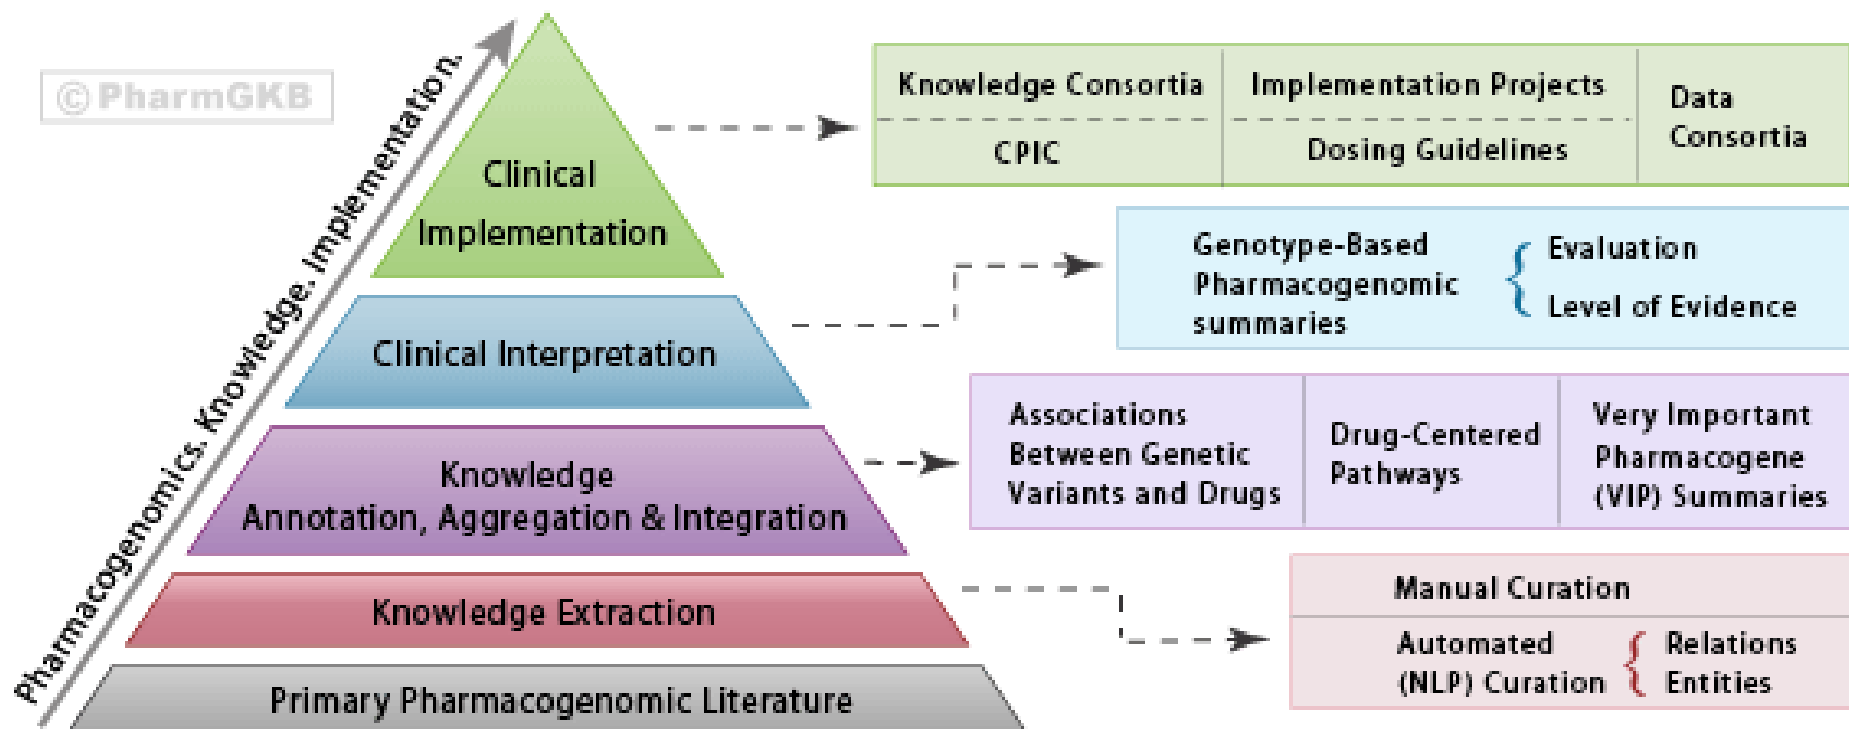 © PharmGKB
Pharmacogenomics. Knowledge. Implementation.
Clinical
Implementation
Knowledge Consortia
CPIC
Implementation Projects
Dosing Guidelines
Data
Consortia
Clinical Interpretation
Genotype-Based
Pharmacogenomic
summaries
Evaluation
Level of Evidence
Knowledge
Annotation, Aggregation & Integration
Associations
Between Genetic
Variants and Drugs
Drug-Centered
Pathways
Very Important
Pharmacogene
(VIP) Summaries
Knowledge Extraction
Manual Curation
Automated
(NLP) Curation
Relations
Entities
Primary Pharmacogenomic Literature